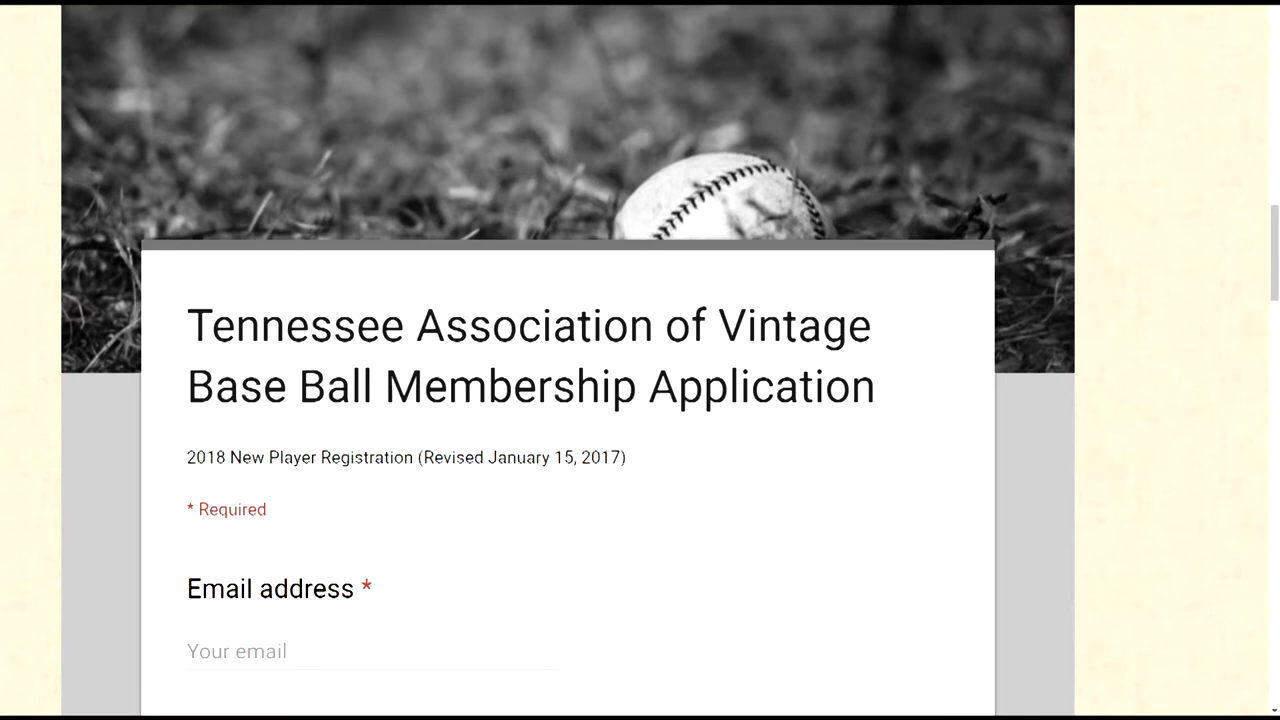 Tennessee Association of Vintage
Base Ball Membership Application
2018 New Player Registration (Revised January 15, 2017)
* Required
Email address *
Your email